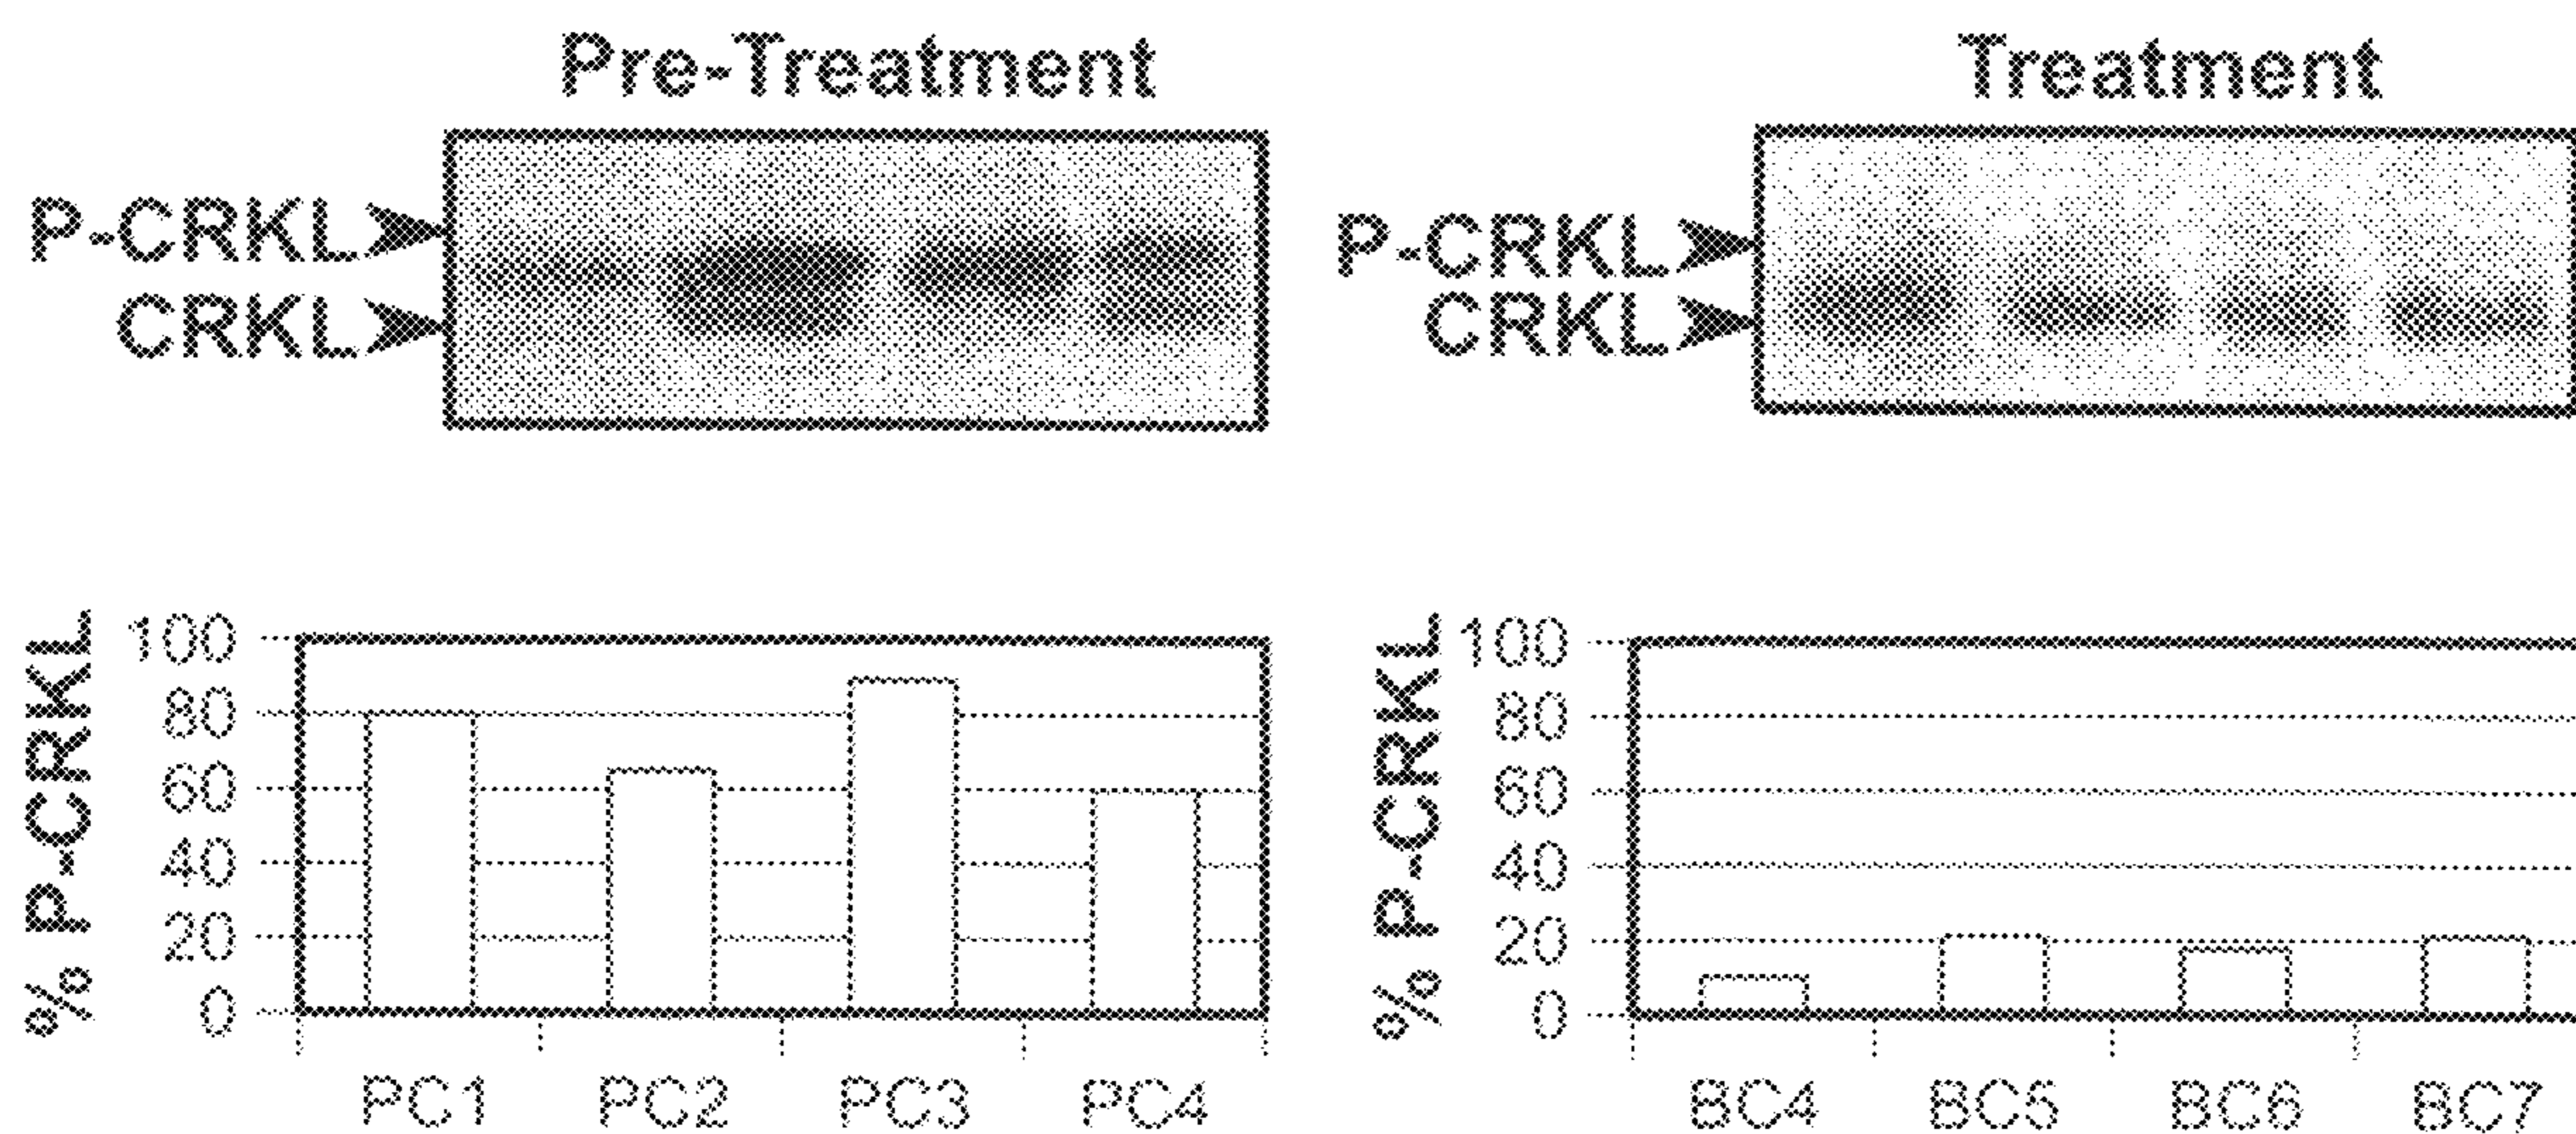 Pre-Treatment
P-CRKL
CRKL
% P-CRKL
100
80
60
40
20
0
PC1 PC2 PC3 PC4
Treatment
P-CRKL
CRKL
% P-CRKL
100
80
60
40
20
0
BC4 BC5 BC6 BC7